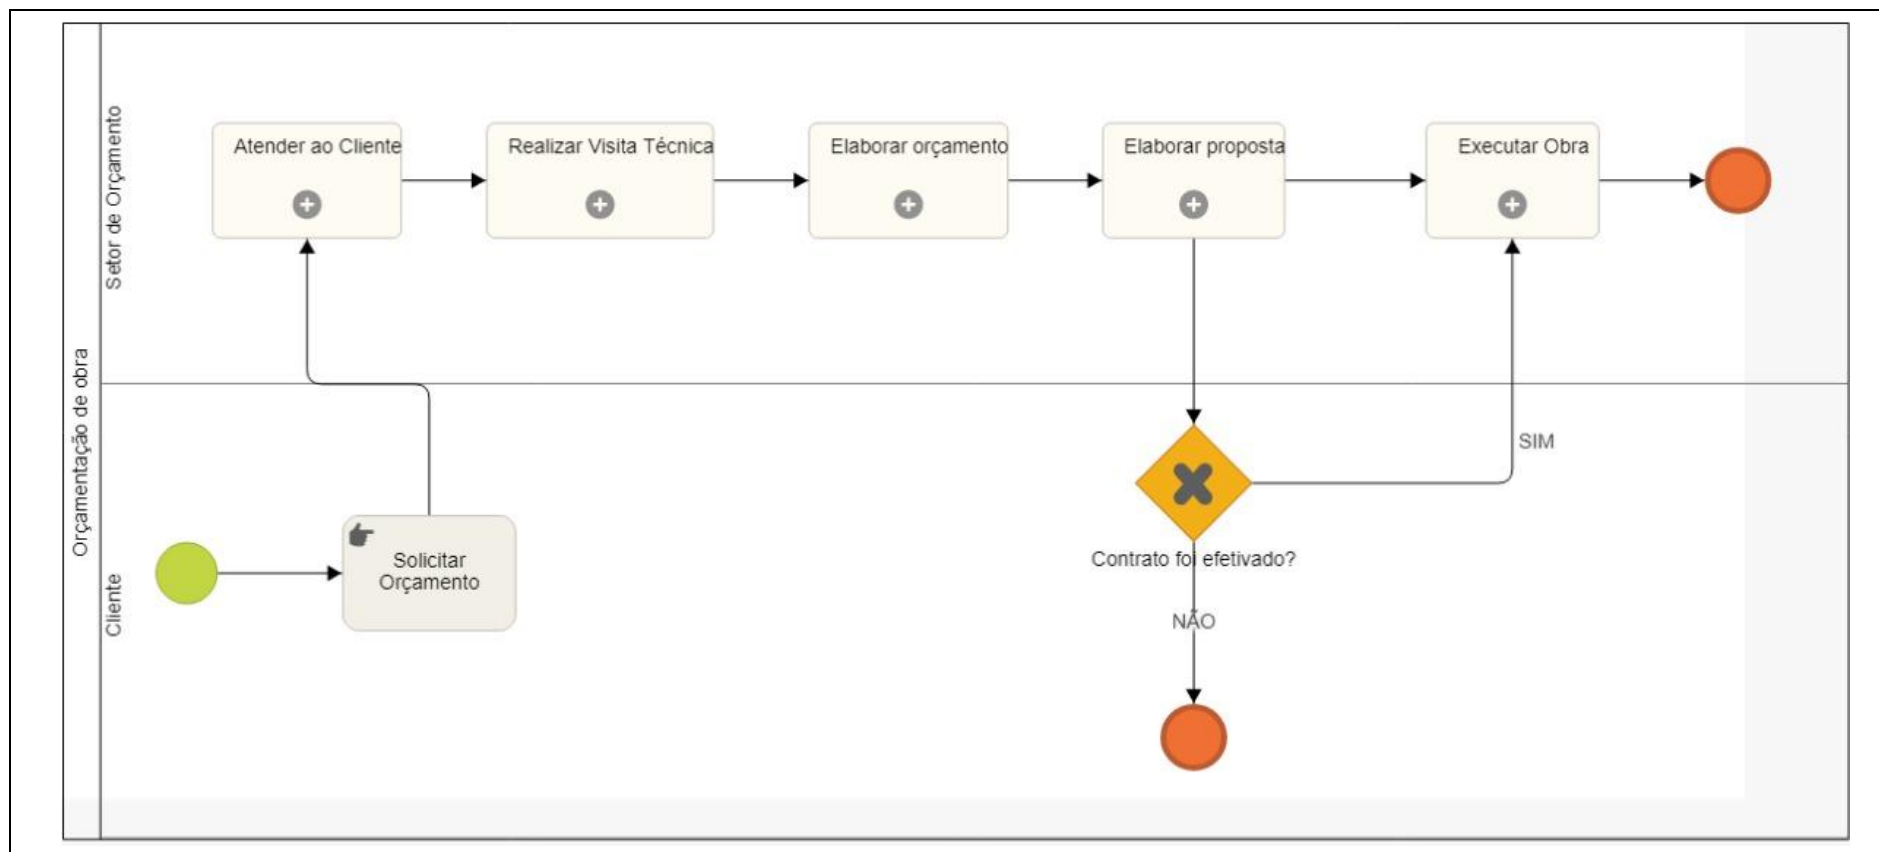 Orçamentação de obra
Setor de Orçamento
Atender ao Cliente
Realizar Visita Técnica
Elaborar orçamento
Elaborar proposta
Executar Obra
Cliente
Solicitar
Orçamento
SIM
Contrato foi efetivado?
NÃO